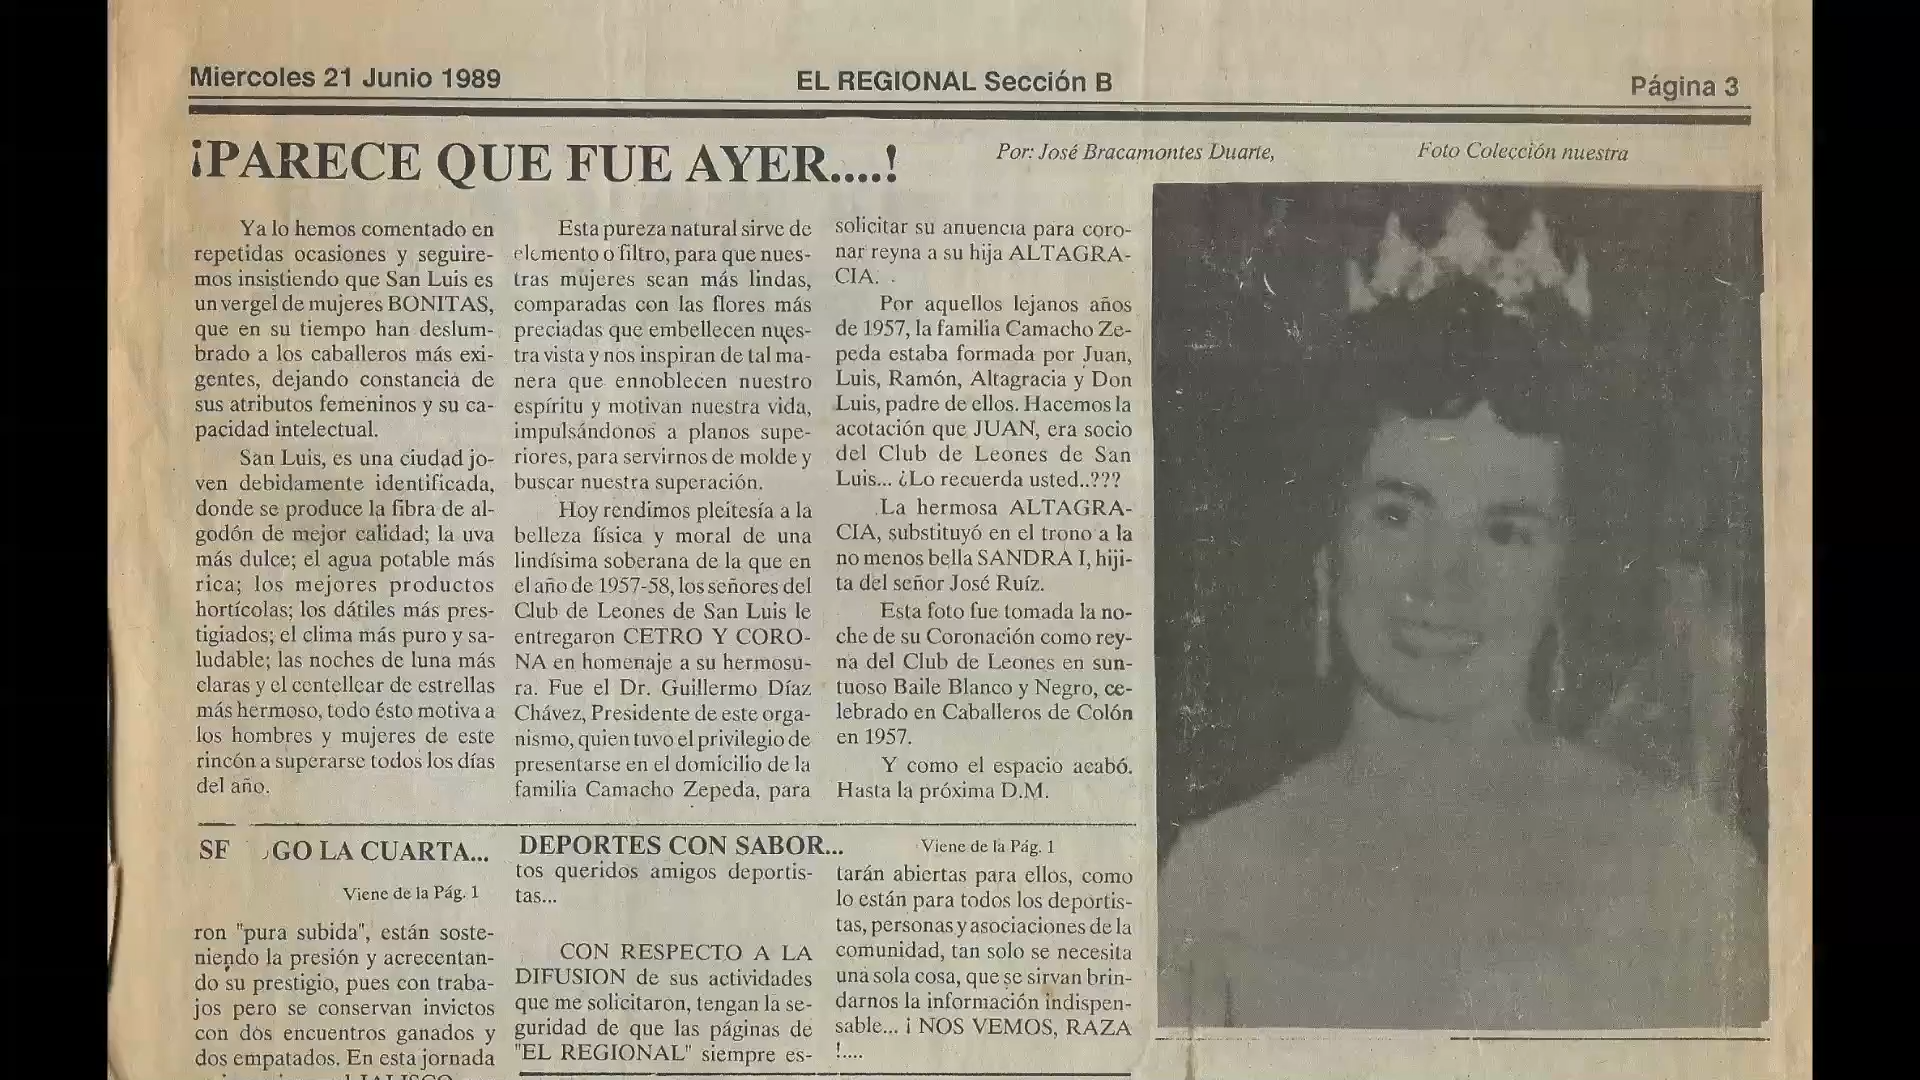 Miercoles 21 Junio 1989
EL REGIONAL Sección B
Página 3
¡PARECE QUE FUE AYER....!
Por: José Bracamontes Duarte,
Foto Colección nuestra
Ya lo hemos comentado en
repetidas ocasiones y seguire-
mos insistiendo que San Luis es
un vergel de mujeres BONITAS,
que en su tiempo han deslum-
brado a los caballeros más exi-
gentes, dejando constancia de
sus atributos femeninos y su ca-
pacidad intelectual.
San Luis, es una ciudad jo-
ven debidamente identificada,
donde se produce la fibra de al-
godón de mejor calidad; la uva
más dulce; el agua potable más
rica; los mejores productos
hortícolas; los dátiles más pres-
tigiados; el clima más puro y sa-
ludable; las noches de luna más
claras y el centellear de estrellas
más hermoso, todo ésto motiva a
los hombres y mujeres de este
rincón a superarse todos los días
del año.
Esta pureza natural sirve de
elemento o filtro, para que nues-
tras mujeres sean más lindas,
comparadas con las flores más
preciadas que embellecen nues-
tra vista y nos inspiran de tal ma-
nera que ennoblecen nuestro
espíritu y motivan nuestra vida,
impulsándonos a planos supe-
riores, para servirnos de molde y
buscar nuestra superación.
Hoy rendimos pleitesía a la
belleza física y moral de una
lindísima soberana de la que en
el año de 1957-58, los señores del
Club de Leones de San Luis le
entregaron CETRO Y CORO-
NA en homenaje a su hermosu-
ra. Fue el Dr. Guillermo Díaz
Chávez, Presidente de este orga-
nismo, quien tuvo el privilegio de
presentarse en el domicilio de la
familia Camacho Zepeda, para
solicitar su anuencia para coro-
nar reyna a su hija ALTAGRA-
CIA.
Por aquellos lejanos años
de 1957, la familia Camacho Ze-
peda estaba formada por Juan,
Luis, Ramón, Altagracia y Don
Luis, padre de ellos. Hacemos la
acotación que JUAN, era socio
del Club de Leones de San
Luis... ¿Lo recuerda usted..???
La hermosa ALTAGRA-
CIA, substituyó en el trono a la
no menos bella SANDRA I, hiji-
ta del señor José Ruíz.
Esta foto fue tomada la no-
che de su Coronación como rey-
na del Club de Leones en sun-
tuoso Baile Blanco y Negro, ce-
lebrado en Caballeros de Colón
en 1957.
Y como el espacio acabó.
Hasta la próxima D.M.
GO LA CUARTA...
Viene de la Pág. 1
ron "pura subida", están soste-
niendo la presión y acrecentan-
do su prestigio, pues con traba-
jos pero se conservan invictos
con dos encuentros ganados y
dos empatados. En esta jornada
DEPORTES CON SABOR...
Viene de la Pág. 1
tos queridos amigos deportis-
tas...
CON RESPECTO A LA
DIFUSION de sus actividades
que me solicitaron, tengan la se-
guridad de que las páginas de
"EL REGIONAL" siempre es-
tarán abiertas para ellos, como
lo están para todos los deportis-
tas, personas y asociaciones de la
comunidad, tan solo se necesita
una sola cosa, que se sirvan brin-
darnos la información indispen-
sable... ¡ NOS VEMOS, RAZA
!....